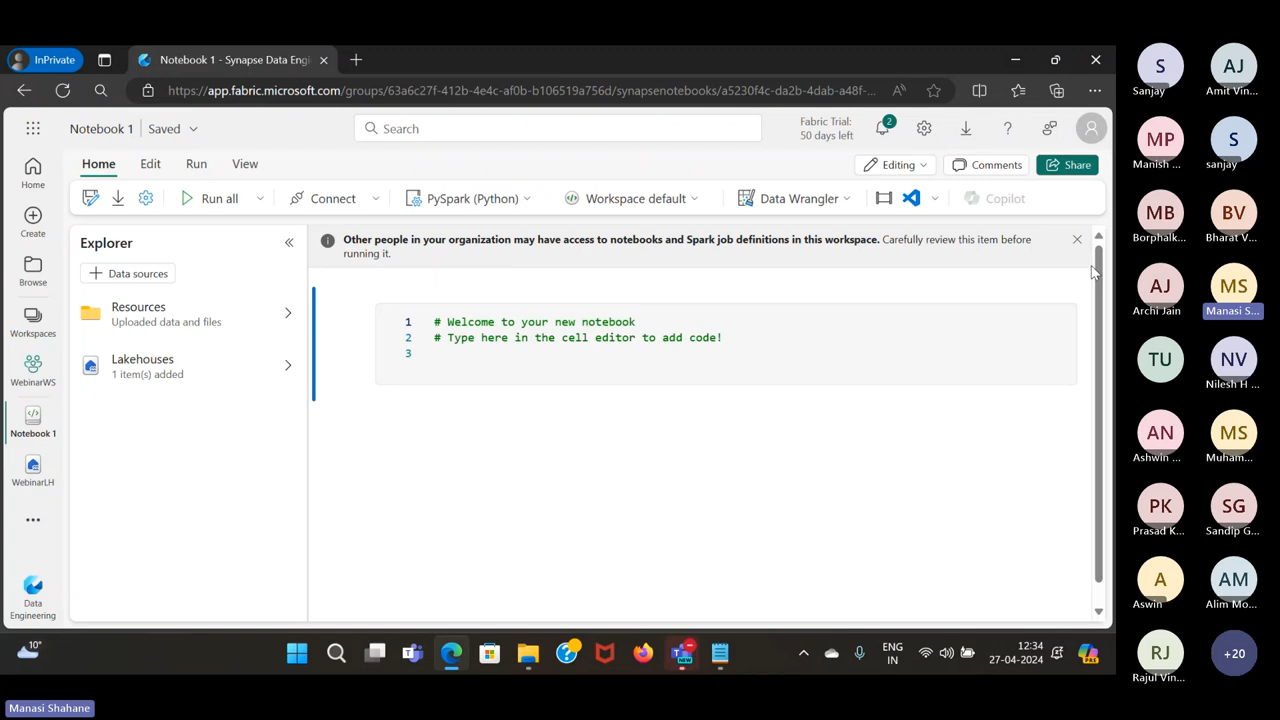 InPrivate
Notebook 1 - Synapse Data Engi
https://app.fabric.microsoft.com/groups/63a6c27f-412b-4e4c-af0b-b106519a756d/synapsenotebooks/a5230f4c-da2b-4dab-a48f-...
Notebook 1
Saved
Search
Fabric Trial:
50 days left
2
Home
Edit
Run
View
Editing
Comments
Share
Run all
Connect
PySpark (Python)
Workspace default
Data Wrangler
Copilot
Home
Create
Browse
Workspaces
WebinarWS
Notebook 1
WebinarLH
Data
Engineering
Explorer
Data sources
Resources
Uploaded data and files
Lakehouses
1 item(s) added
Other people in your organization may have access to notebooks and Spark job definitions in this workspace. Carefully review this item before
running it.
1 # Welcome to your new notebook
2 # Type here in the cell editor to add code!
3
10°
NEW
ENG
IN
12:34
27-04-2024
PRE
Manasi Shahane
S
Sanjay
AJ
Amit Vin...
MP
Manish ...
S
sanjay
MB
Borphalk...
BV
Bharat V...
AJ
Archi Jain
MS
Manasi S...
TU
NV
Nilesh H ...
AN
Ashwin ...
MS
Muham...
PK
Prasad K...
SG
Sandip G...
A
Aswin
AM
Alim Mo...
RJ
Rajul Vin...
+20